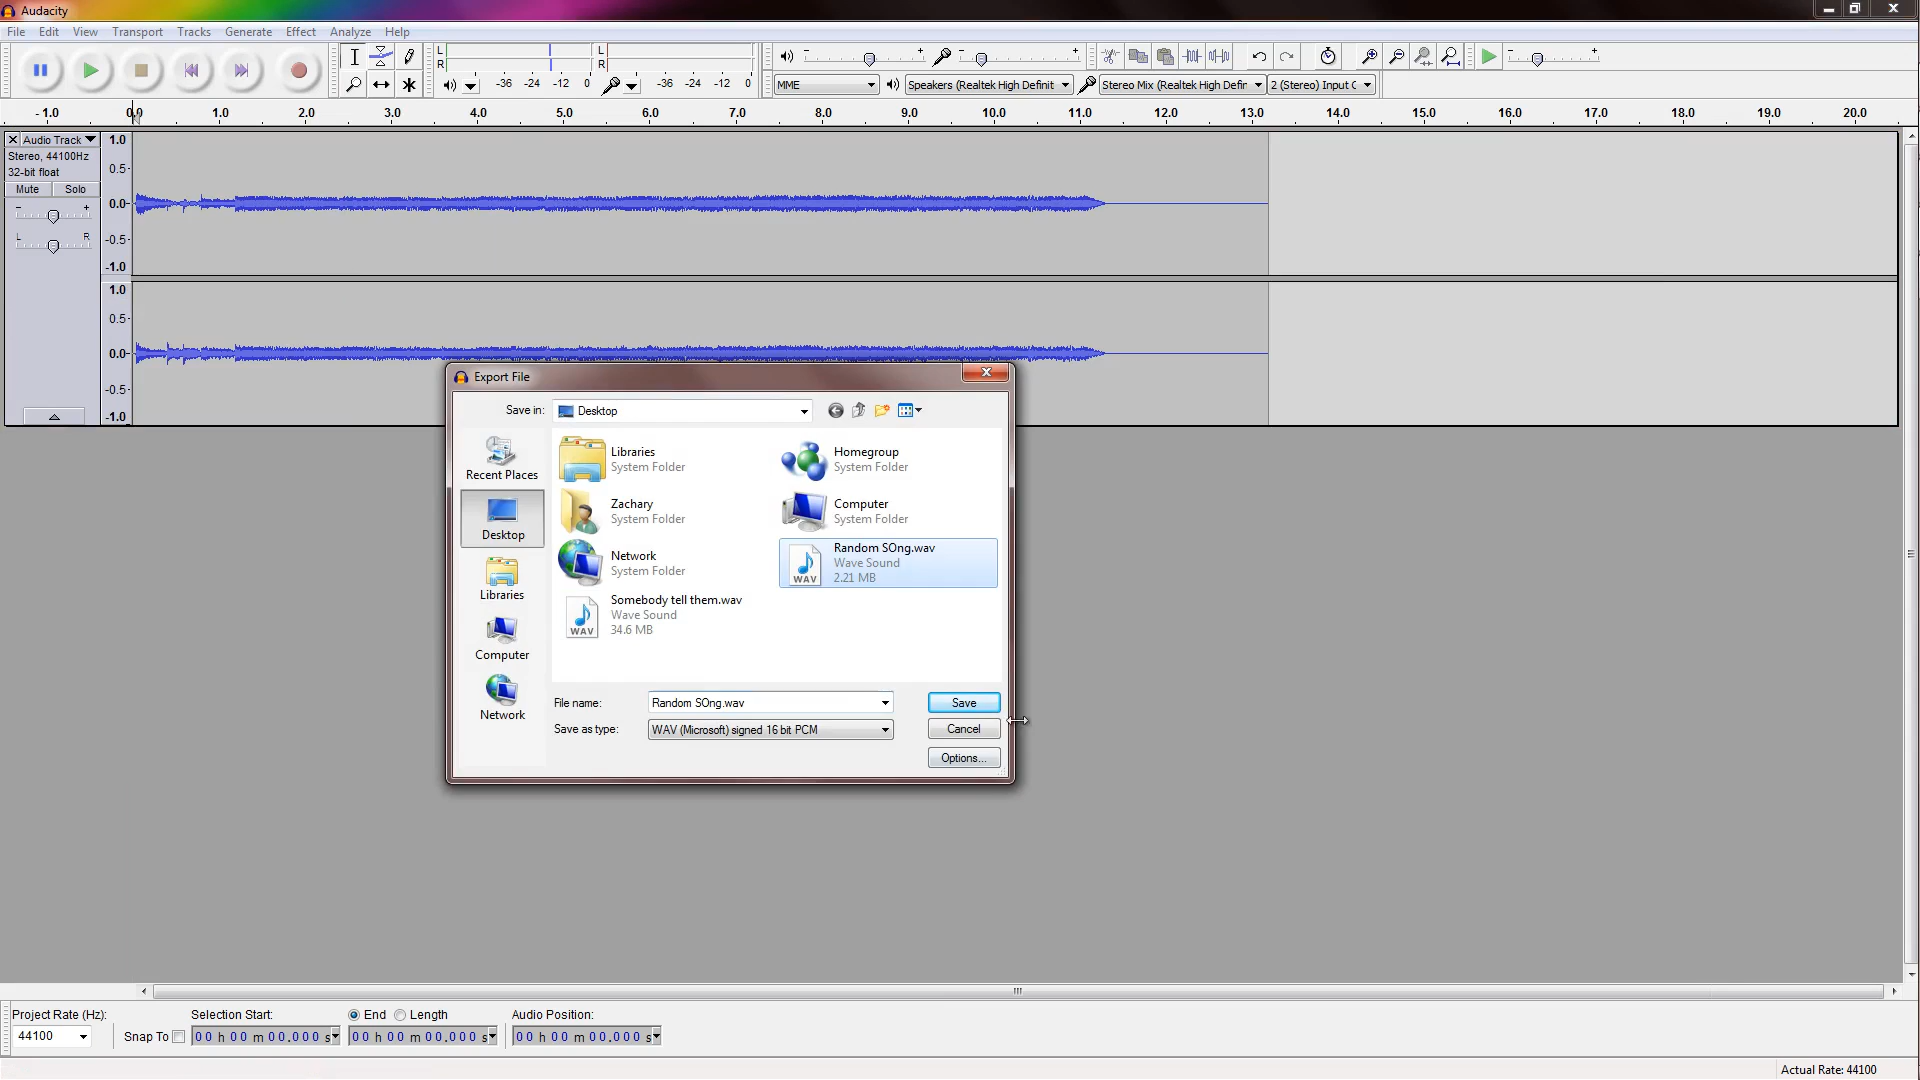 Audacity
File Edit View Transport Tracks Generate Effect Analyze Help
L
R
L
R
-36 -24 -12 0
-36 -24 -12 0
MME
Speakers (Realtek High Definit
Stereo Mix (Realtek High Defin
2 (Stereo) Input C
-1.0 0.0 1.0 2.0 3.0 4.0 5.0 6.0 7.0 8.0 9.0 10.0 11.0 12.0 13.0 14.0 15.0 16.0 17.0 18.0 19.0 20.0
Audio Track
Stereo, 44100Hz
32-bit float
Mute Solo
- +
L R
1.0
0.5-
0.0-
-0.5-
-1.0
1.0
0.5-
0.0-
-0.5-
-1.0
Export File
Save in: Desktop
Recent Places
Desktop
Libraries
Computer
Network
Libraries
System Folder
Homegroup
System Folder
Zachary
System Folder
Computer
System Folder
Network
System Folder
WAV
Random SOng.wav
Wave Sound
2.21 MB
WAV
Somebody tell them.wav
Wave Sound
34.6 MB
File name: Random SOng.wav
Save
Save as type: WAV (Microsoft) signed 16 bit PCM
Cancel
Options...
Project Rate (Hz):
44100
Snap To
Selection Start:
00 h 00 m 00.000 s
End Length
00 h 00 m 00.000 s
Audio Position:
00 h 00 m 00.000 s
Actual Rate: 44100